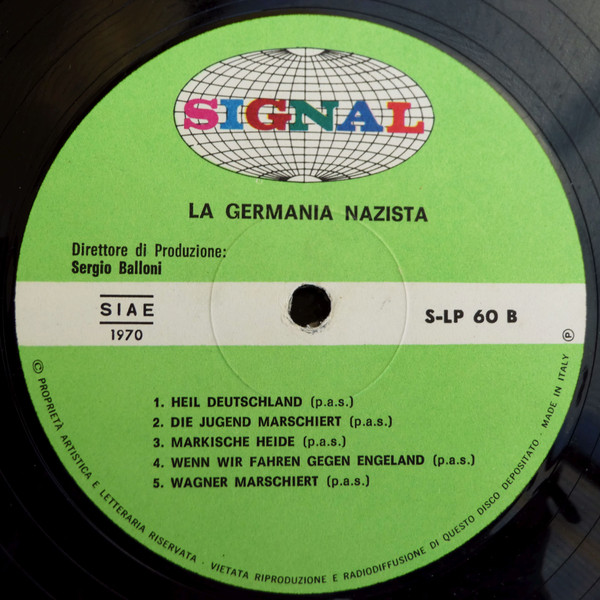 SIGNAL
LA GERMANIA NAZISTA
Direttore di Produzione:
Sergio Balloni
SIAE
1970
S-LP 60 B
1. HEIL DEUTSCHLAND (p.a.s.)
2. DIE JUGEND MARSCHIERT (p.a.s.)
3. MARKISCHE HEIDE (p.a.s.)
4. WENN WIR FAHREN GEGEN ENGELAND (p.a.s.)
5. WAGNER MARSCHIERT (p.a.s.)
© PROPRIETÀ ARTISTICA E LETTERARIA RISERVATA - VIETATA RIPRODUZIONE E RADIODIFFUSIONE DI QUESTO DISCO DEPOSITATO - MADE IN ITALY ℗